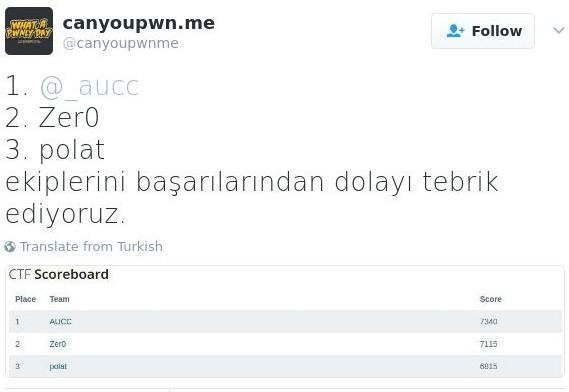 WHAT A
PWNEY DAY
canyoupwn.me
@canyoupwnme
Follow
1. @_aucc
2. Zer0
3. polat
ekiplerini başarılarından dolayı tebrik
ediyoruz.
Translate from Turkish
CTF Scoreboard
Place Team Score
1 AUCC 7340
2 Zer0 7115
3 polat 6815